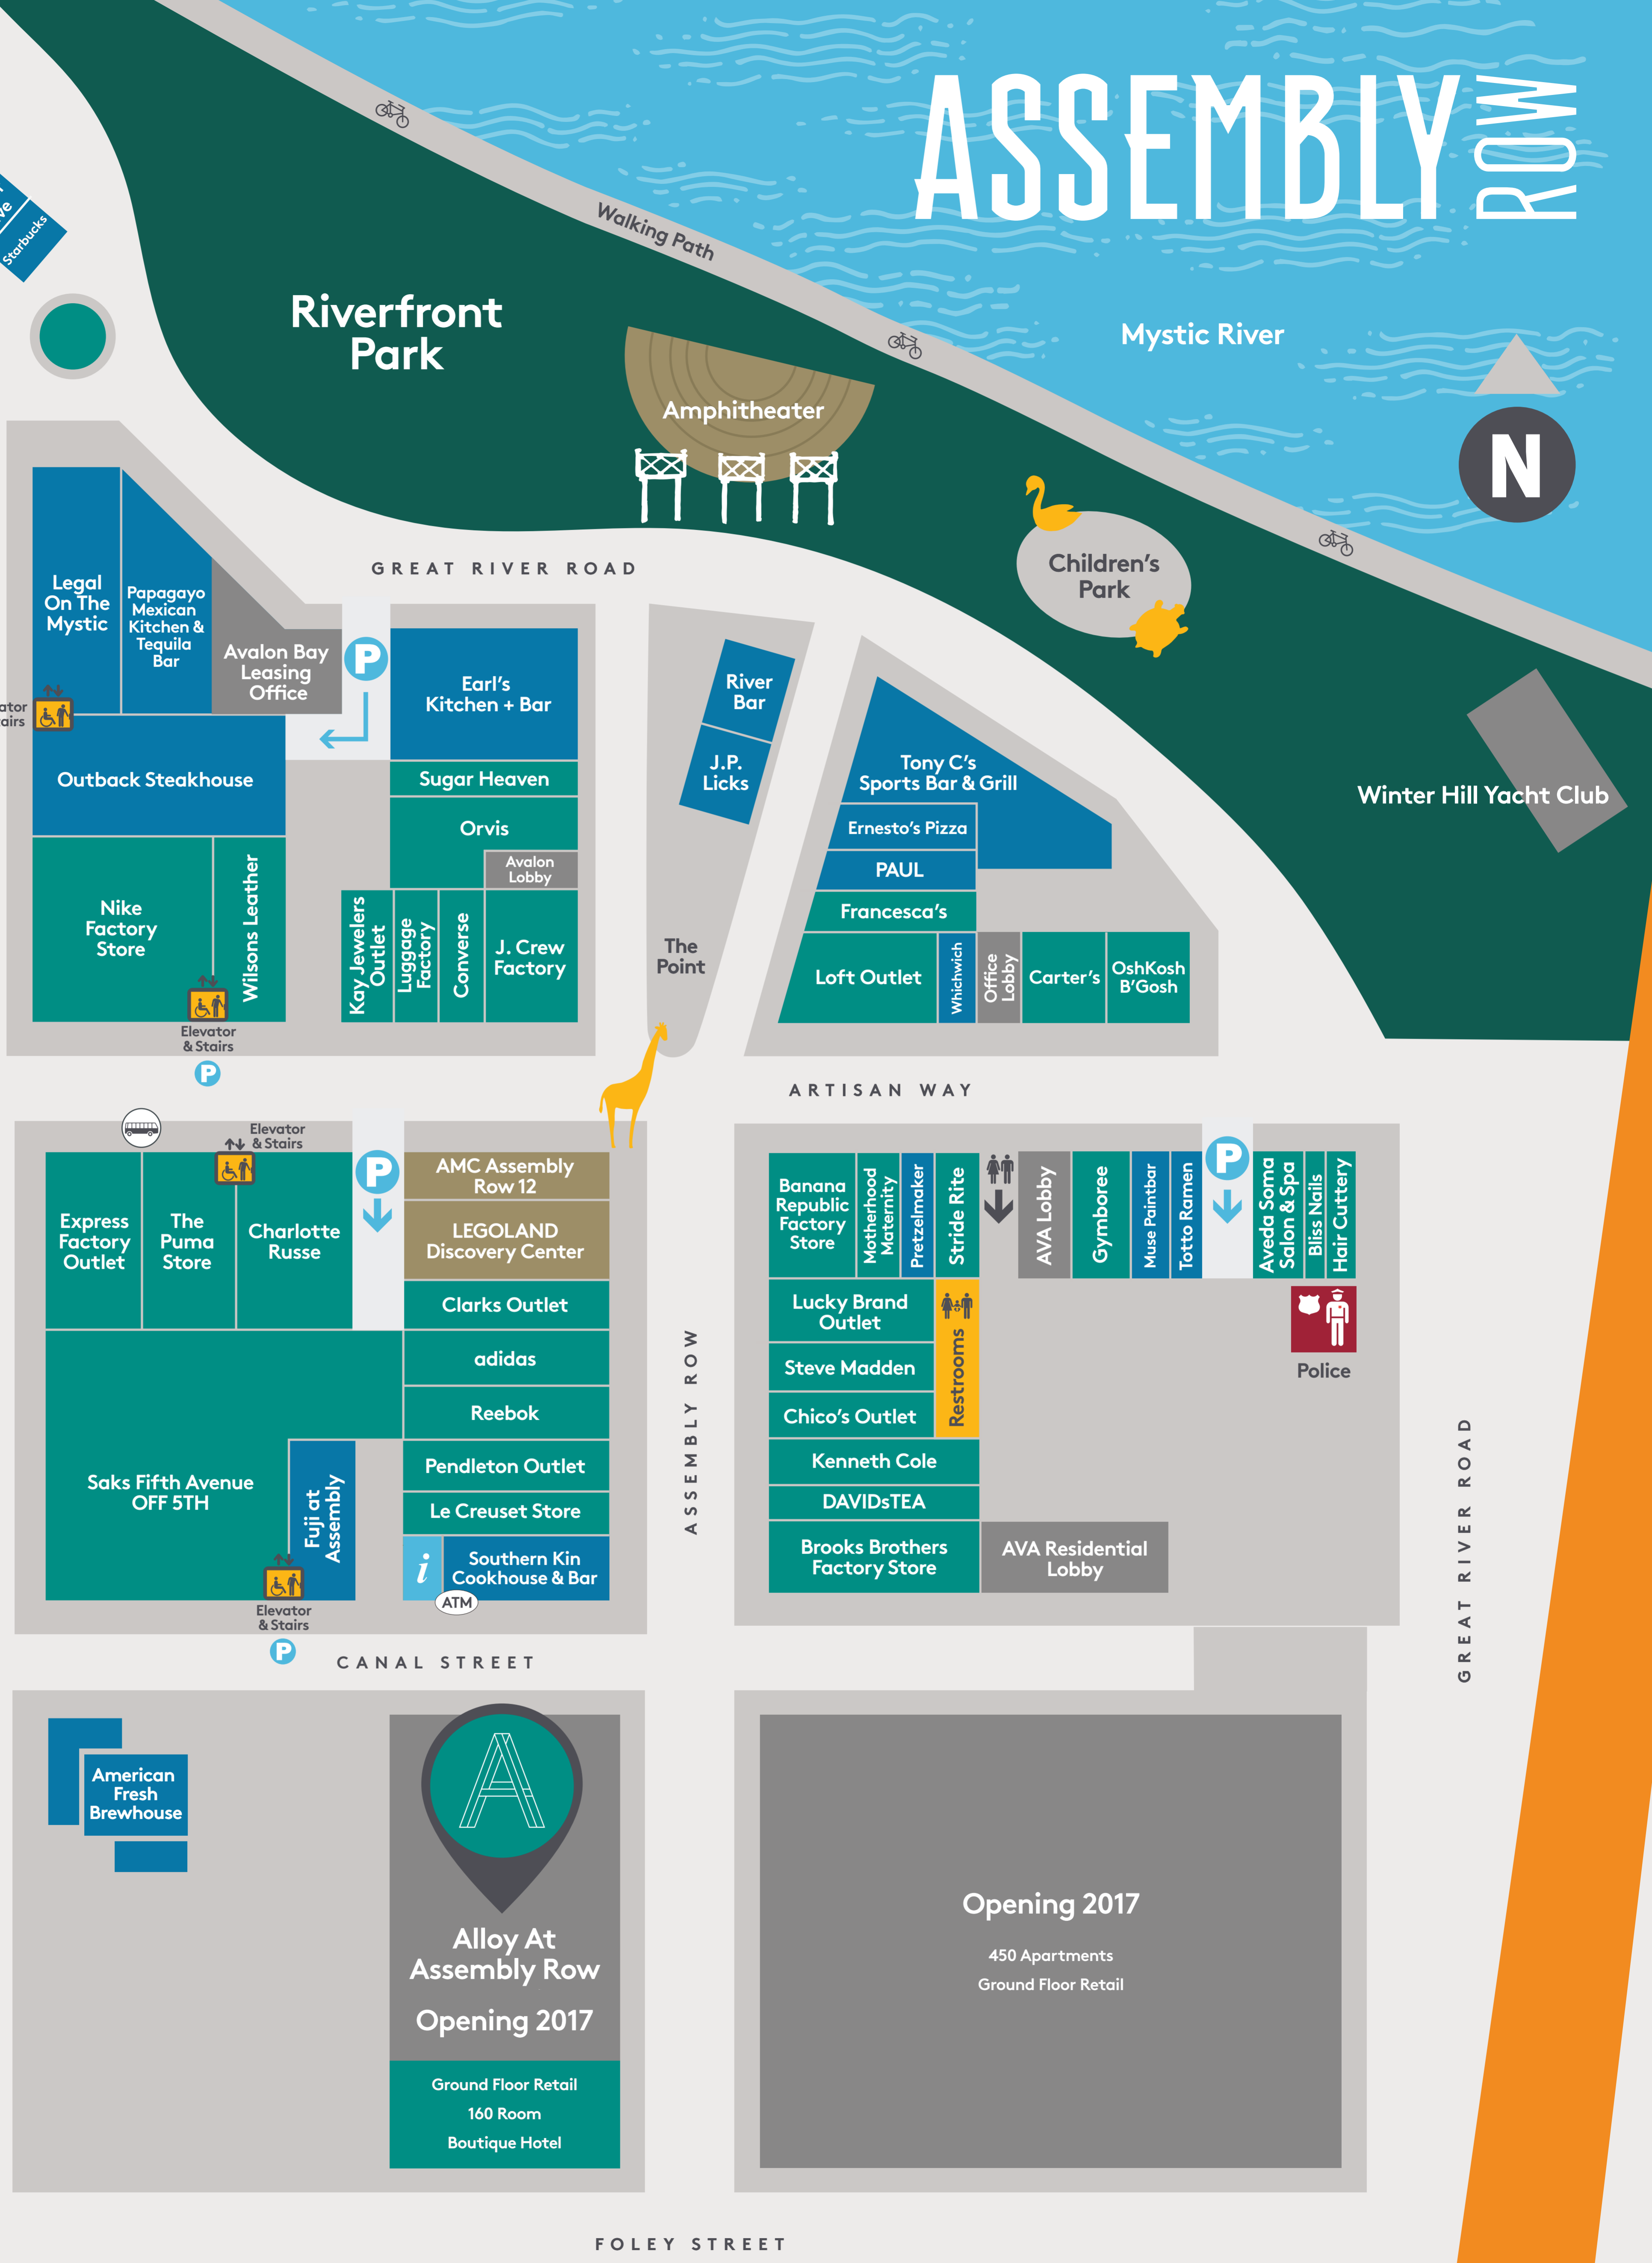 ASSEMBLY
ROW
Walking Path
ve
Starbucks
Riverfront
Park
Mystic River
Amphitheater
N
Children's
Park
GREAT RIVER ROAD
Legal
On The
Mystic
Papagayo
Mexican
Kitchen &
Tequila
Bar
Avalon Bay
Leasing
Office
P
Earl's
Kitchen + Bar
River
Bar
J.P.
Licks
ator
airs
Outback Steakhouse
Sugar Heaven
Orvis
Avalon
Lobby
Tony C's
Sports Bar & Grill
Ernesto's Pizza
PAUL
Francesca's
Winter Hill Yacht Club
Nike
Factory
Store
Wilsons Leather
Kay Jewelers
Outlet
Luggage
Factory
Converse
J. Crew
Factory
The
Point
Loft Outlet
Whichwich
Office
Lobby
Carter's
OshKosh
B'Gosh
Elevator
& Stairs
P
ARTISAN WAY
Elevator
& Stairs
Express
Factory
Outlet
The
Puma
Store
Charlotte
Russe
P
AMC Assembly
Row 12
LEGOLAND
Discovery Center
Clarks Outlet
adidas
Reebok
Pendleton Outlet
Le Creuset Store
i
Southern Kin
Cookhouse & Bar
ATM
Saks Fifth Avenue
OFF 5TH
Fuji at
Assembly
Elevator
& Stairs
P
ASSEMBLY ROW
Banana
Republic
Factory
Store
Motherhood
Maternity
Pretzelmaker
Stride Rite
AVA Lobby
Gymboree
Muse Paintbar
Totto Ramen
P
Aveda Soma
Salon & Spa
Bliss Nails
Hair Cuttery
Lucky Brand
Outlet
Steve Madden
Chico's Outlet
Restrooms
Kenneth Cole
DAVIDsTEA
Brooks Brothers
Factory Store
AVA Residential
Lobby
Police
GREAT RIVER ROAD
CANAL STREET
American
Fresh
Brewhouse
A
Alloy At
Assembly Row
Opening 2017
Ground Floor Retail
160 Room
Boutique Hotel
Opening 2017
450 Apartments
Ground Floor Retail
FOLEY STREET